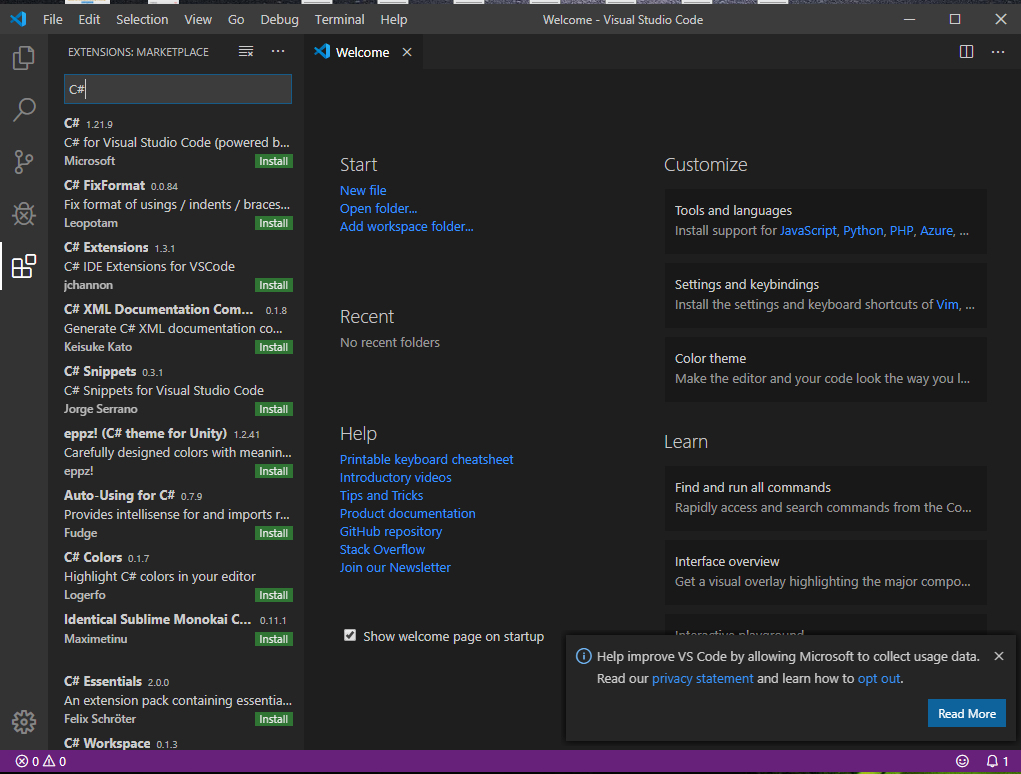 File Edit Selection View Go Debug Terminal Help
Welcome - Visual Studio Code
EXTENSIONS: MARKETPLACE
C#
C# 1.21.9
C# for Visual Studio Code (powered b...
Microsoft Install
C# FixFormat 0.0.84
Fix format of usings / indents / braces...
Leopotam Install
C# Extensions 1.3.1
C# IDE Extensions for VSCode
jchannon Install
C# XML Documentation Com... 0.1.8
Generate C# XML documentation co...
Keisuke Kato Install
C# Snippets 0.3.1
C# Snippets for Visual Studio Code
Jorge Serrano Install
eppz! (C# theme for Unity) 1.2.41
Carefully designed colors with meanin...
eppz! Install
Auto-Using for C# 0.7.9
Provides intellisense for and imports r...
Fudge Install
C# Colors 0.1.7
Highlight C# colors in your editor
Logerfo Install
Identical Sublime Monokai C... 0.11.1
Maximetinu Install
C# Essentials 2.0.0
An extension pack containing essentia...
Felix Schröter Install
C# Workspace 0.1.3
Welcome
Start
New file
Open folder...
Add workspace folder...
Recent
No recent folders
Help
Printable keyboard cheatsheet
Introductory videos
Tips and Tricks
Product documentation
GitHub repository
Stack Overflow
Join our Newsletter
Show welcome page on startup
Customize
Tools and languages
Install support for JavaScript, Python, PHP, Azure, ...
Settings and keybindings
Install the settings and keyboard shortcuts of Vim, ...
Color theme
Make the editor and your code look the way you l...
Learn
Find and run all commands
Rapidly access and search commands from the Co...
Interface overview
Get a visual overlay highlighting the major compo...
Interactive playground
Help improve VS Code by allowing Microsoft to collect usage data.
Read our privacy statement and learn how to opt out.
Read More
0 0
1